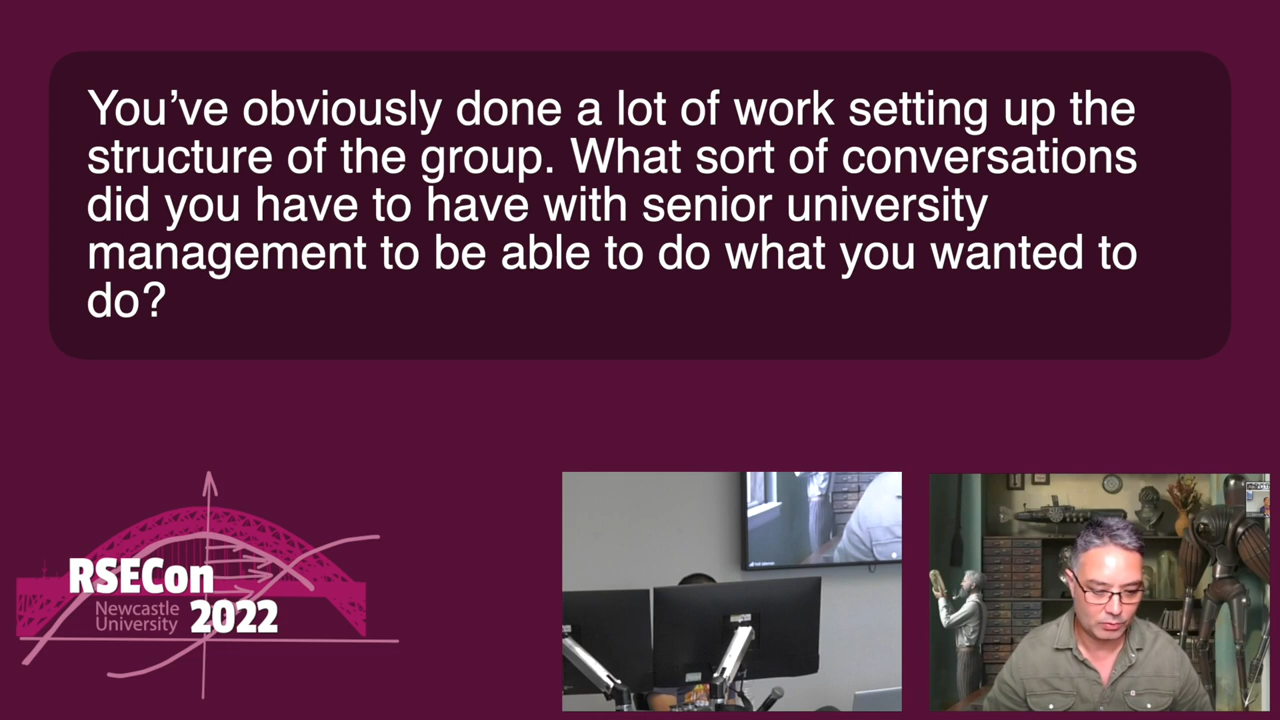 You’ve obviously done a lot of work setting up the
structure of the group. What sort of conversations
did you have to have with senior university
management to be able to do what you wanted to
do?
RSECon
Newcastle
University
2022